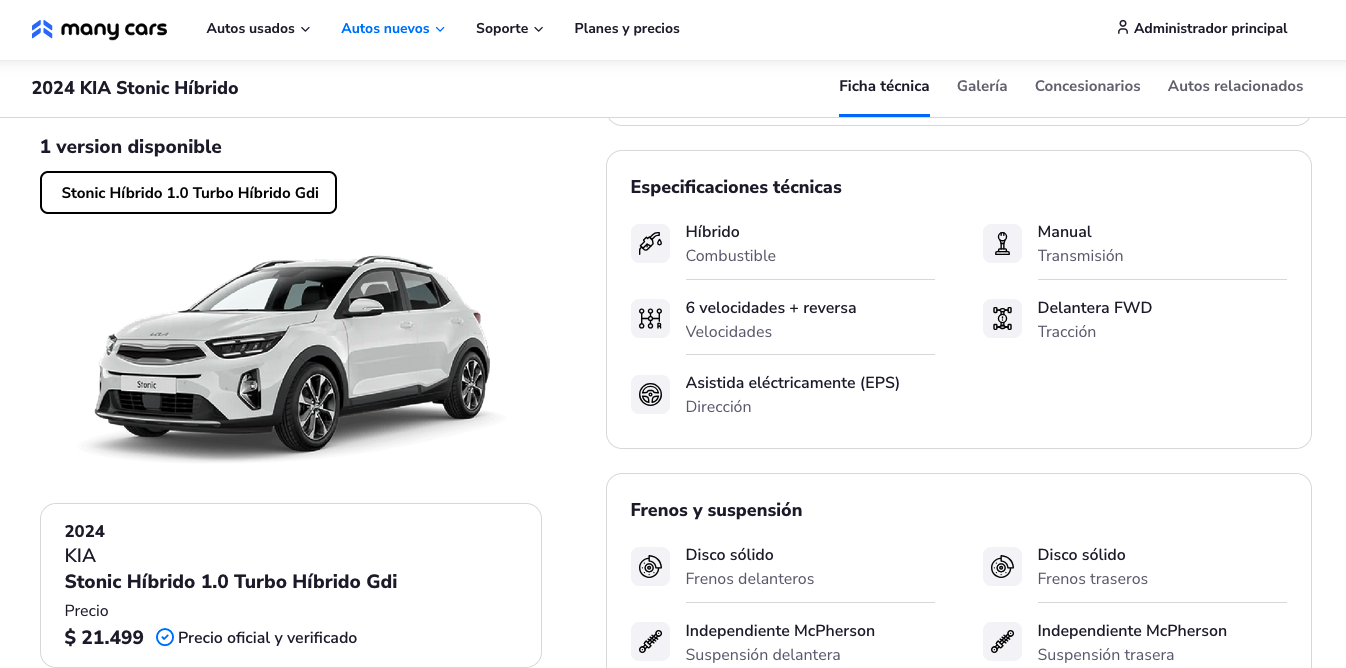 many cars
Autos usados
Autos nuevos
Soporte
Planes y precios
Administrador principal
2024 KIA Stonic Híbrido
Ficha técnica
Galería
Concesionarios
Autos relacionados
1 version disponible
Stonic Híbrido 1.0 Turbo Híbrido Gdi
KIA
Stonic
2024
KIA
Stonic Híbrido 1.0 Turbo Híbrido Gdi
Precio
$ 21.499
Precio oficial y verificado
Especificaciones técnicas
Híbrido
Combustible
Manual
Transmisión
6 velocidades + reversa
Velocidades
Delantera FWD
Tracción
Asistida eléctricamente (EPS)
Dirección
Frenos y suspensión
Disco sólido
Frenos delanteros
Disco sólido
Frenos traseros
Independiente McPherson
Suspensión delantera
Independiente McPherson
Suspensión trasera